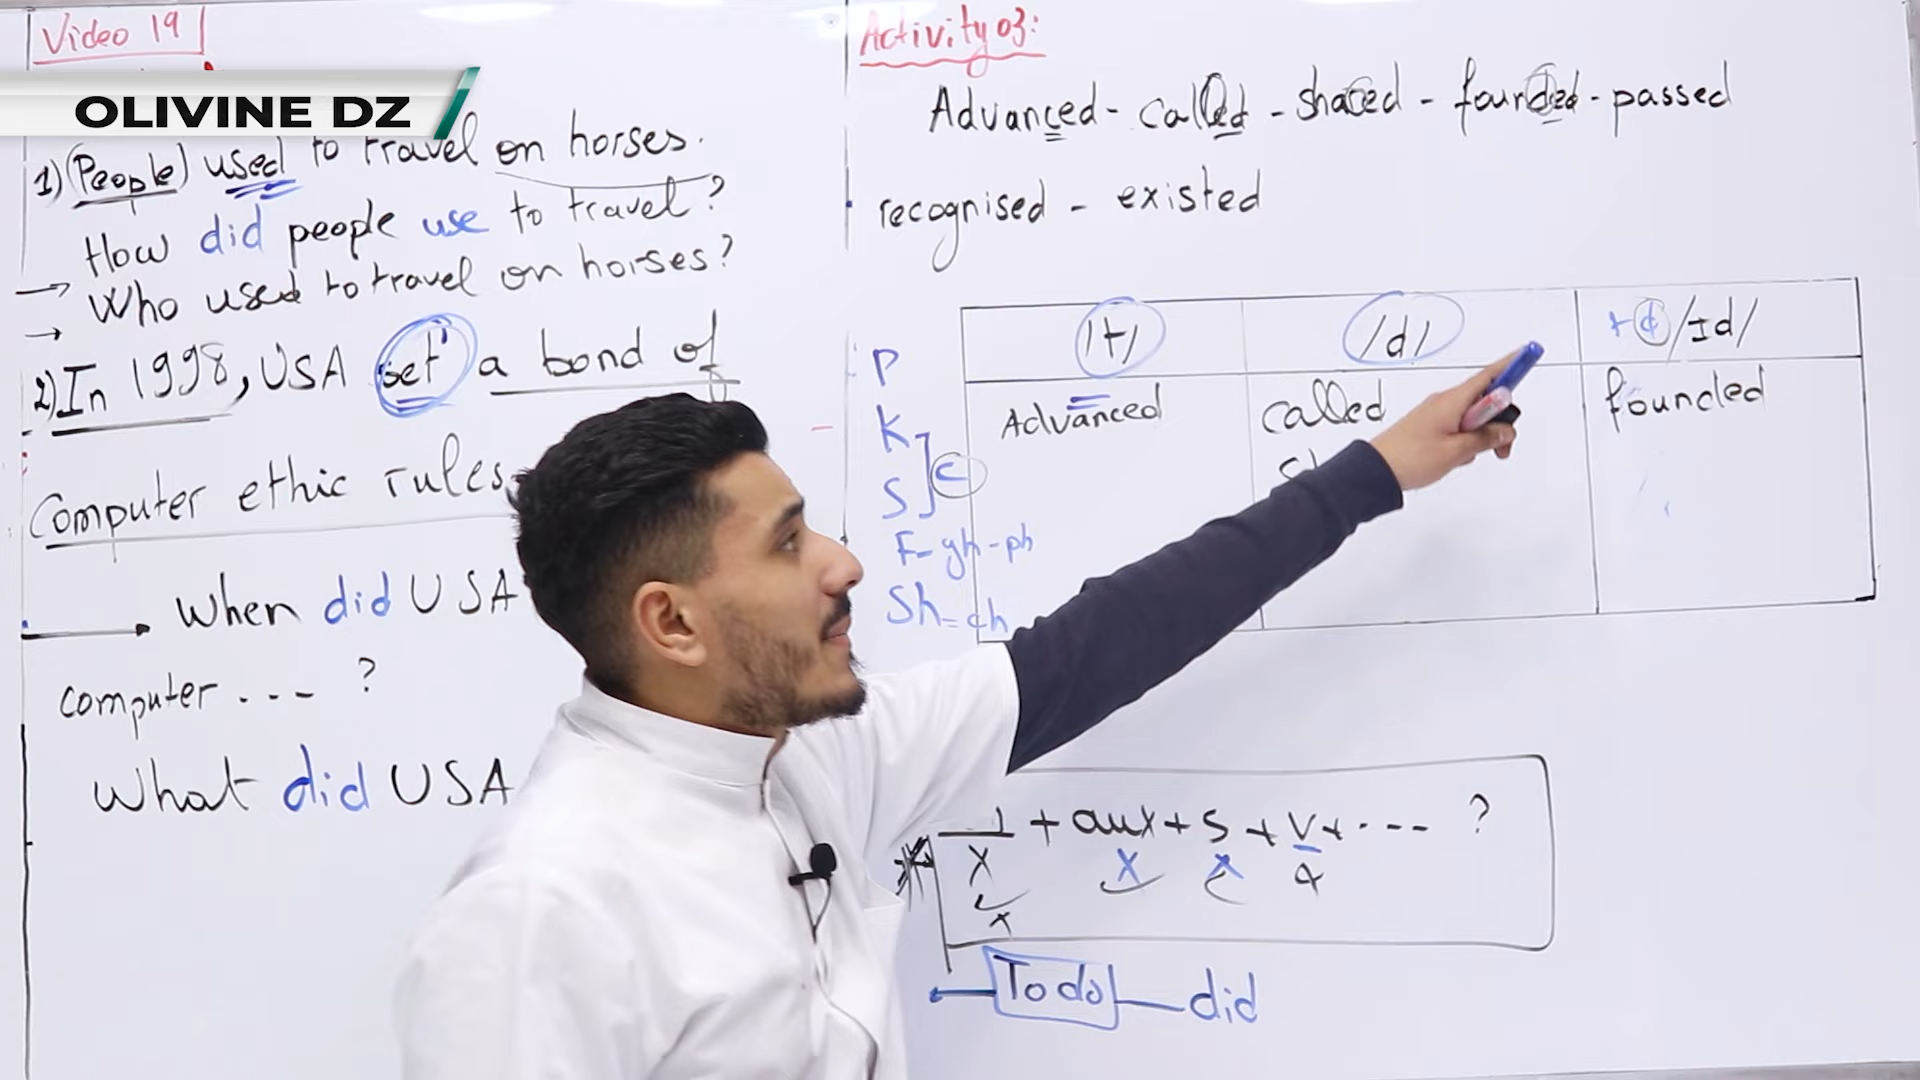 Video 19
OLIVINE DZ
1) (People) used to travel on horses.
How did people use to travel?
→ Who used to travel on horses?
→
2) In 1998, USA set a bond of
Computer ethic rules
When did USA
computer --- ?
What did USA
Activity 03:
Advanced - called - shared - founded - passed
recognised - existed
/t/ /d/ + d /Id/
Advanced called founded
P
K
S
c
F - gh - ph
Sh = ch
+ aux + S + V + ---- ?
x x x
x
To do did